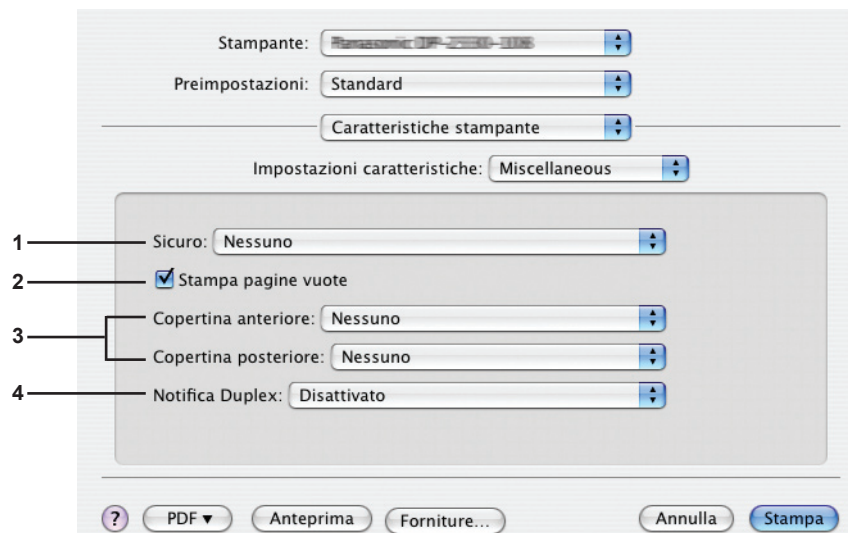 Stampante:
Preimpostazioni: Standard
Caratteristiche stampante
Impostazioni caratteristiche: Miscellaneous
1 Sicuro: Nessuno
2 Stampa pagine vuote
3 Copertina anteriore: Nessuno
Copertina posteriore: Nessuno
4 Notifica Duplex: Disattivato
? PDF▼ Anteprima Forniture... Annulla Stampa